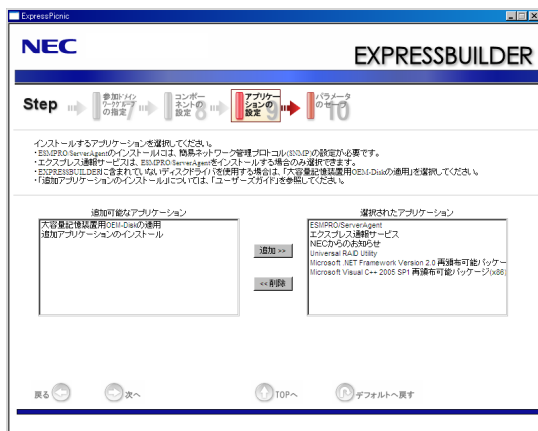 ExpressPicnic
NEC
EXPRESSBUILDER
Step
参加ドメイン
ワークグループ
の指定 7
コンポー
ネントの
設定 8
アプリケー
ションの
設定 9
パラメータ
のセーブ 10
インストールするアプリケーションを選択してください。
・ESMPRO/ServerAgentのインストールには、簡易ネットワーク管理プロトコル(SNMP)の設定が必要です。
・エクスプレス通報サービスは、ESMPRO/ServerAgentをインストールする場合のみ選択できます。
・EXPRESSBUILDERに含まれていないディスクドライバを使用する場合は、「大容量記憶装置用OEM-Diskの適用」を選択してください。
・「追加アプリケーションのインストール」については、「ユーザーズガイド」を参照してください。
追加可能なアプリケーション
選択されたアプリケーション
大容量記憶装置用OEM-Diskの適用
追加アプリケーションのインストール
追加 >>
<< 削除
ESMPRO/ServerAgent
エクスプレス通報サービス
NECからのお知らせ
Universal RAID Utility
Microsoft .NET Framework Version 2.0 再頒布可能パッケー
Microsoft Visual C++ 2005 SP1 再頒布可能パッケージ(x86)
戻る
次へ
TOPへ
デフォルトへ戻す